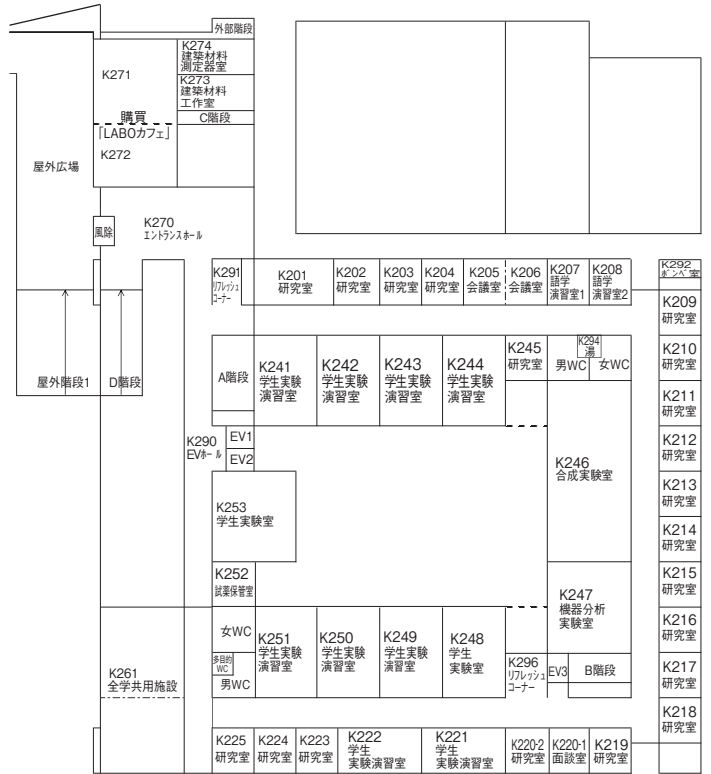 外部階段
K274
建築材料
測定器室
K271
K273
建築材料
工作室
購買
C階段
「LABOカフェ」
K272
屋外広場
風除
K270
エントランスホール
K291
リフレッシュ
コーナー
K201
研究室
K202
研究室
K203
研究室
K204
研究室
K205
会議室
K206
会議室
K207
語学
演習室1
K208
語学
演習室2
K292
ボンベ室
K209
研究室
屋外階段1
D階段
A階段
K241
学生実験
演習室
K242
学生実験
演習室
K243
学生実験
演習室
K244
学生実験
演習室
K245
研究室
K294
湯
男WC
女WC
K210
研究室
K211
研究室
K290
EVホール
EV1
EV2
K246
合成実験室
K212
研究室
K253
学生実験室
K213
研究室
K214
研究室
K252
試薬保管室
K247
機器分析
実験室
K215
研究室
女WC
多目的
WC
男WC
K251
学生実験
演習室
K250
学生実験
演習室
K249
学生実験
演習室
K248
学生
実験室
K216
研究室
K261
全学共用施設
K296
リフレッシュ
コーナー
EV3
B階段
K217
研究室
K218
研究室
K225
研究室
K224
研究室
K223
研究室
K222
学生
実験演習室
K221
学生
実験演習室
K220-2
研究室
K220-1
面談室
K219
研究室